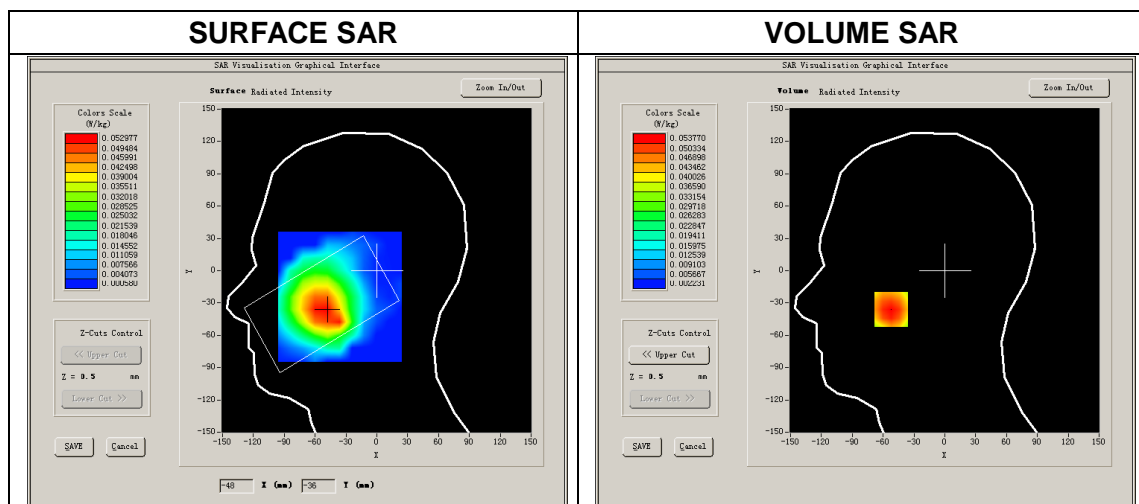 SURFACE SAR
SAR Visualisation Graphical Interface
Surface Radiated Intensity
Zoom In/Out
Colors Scale
(W/kg)
0.052977
0.049484
0.045991
0.042498
0.039004
0.035511
0.032018
0.028525
0.025032
0.021539
0.018046
0.014552
0.011059
0.007566
0.004073
0.000580
150
120
90
60
30
0
-30
-60
-90
-120
-150
Y
-150 -120 -90 -60 -30 0 30 60 90 120 150
X
Z-Cuts Control
<< Upper Cut
Z = 0.5 mm
Lower Cut >>
SAVE Cancel
-48 X (mm) -36 Y (mm)
VOLUME SAR
SAR Visualisation Graphical Interface
Volume Radiated Intensity
Zoom In/Out
Colors Scale
(W/kg)
0.053770
0.050334
0.046898
0.043462
0.040026
0.036590
0.033154
0.029718
0.026283
0.022847
0.019411
0.015975
0.012539
0.009103
0.005667
0.002231
150
120
90
60
30
0
-30
-60
-90
-120
-150
Y
-150 -120 -90 -60 -30 0 30 60 90 120 150
X
Z-Cuts Control
<< Upper Cut
Z = 0.5 mm
Lower Cut >>
SAVE Cancel